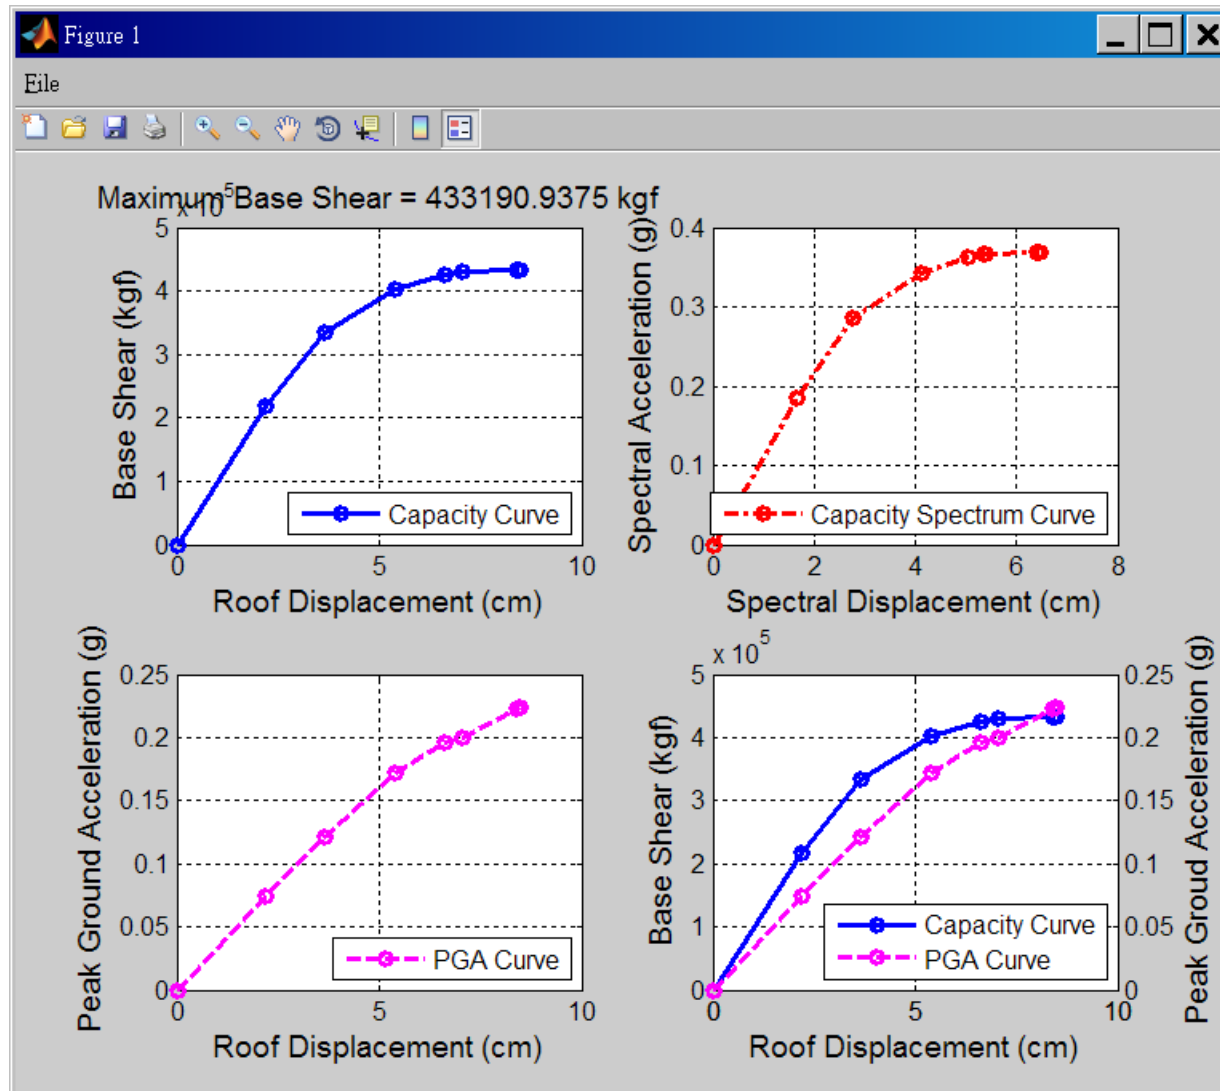 Figure 1
File
Maximum Base Shear = 433190.9375 kgf
x 10^5
Base Shear (kgf)
5
4
3
2
1
0
Capacity Curve
0 5 10
Roof Displacement (cm)
Spectral Acceleration (g)
0.4
0.3
0.2
0.1
0
Capacity Spectrum Curve
0 2 4 6 8
Spectral Displacement (cm)
Peak Ground Acceleration (g)
0.25
0.2
0.15
0.1
0.05
0
PGA Curve
0 5 10
Roof Displacement (cm)
x 10^5
Base Shear (kgf)
5
4
3
2
1
0
Capacity Curve
PGA Curve
0.25
0.2
0.15
0.1
0.05
0
Peak Groud Acceleration (g)
0 5 10
Roof Displacement (cm)